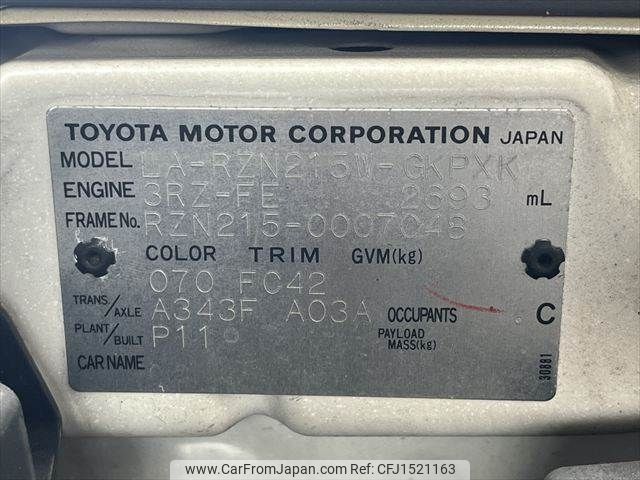 TOYOTA MOTOR CORPORATION JAPAN
MODEL LA-RZN215W-GKPXK
ENGINE 3RZ-FE 2693 mL
FRAME No. RZN215-0007048
COLOR TRIM GVM(kg)
070 FC42
TRANS/AXLE A343F A03A OCCUPANTS C
PLANT/BUILT P11 PAYLOAD MASS(kg)
CAR NAME
30881
www.CarFromJapan.com | © CarFromJapan | CFJ1521163